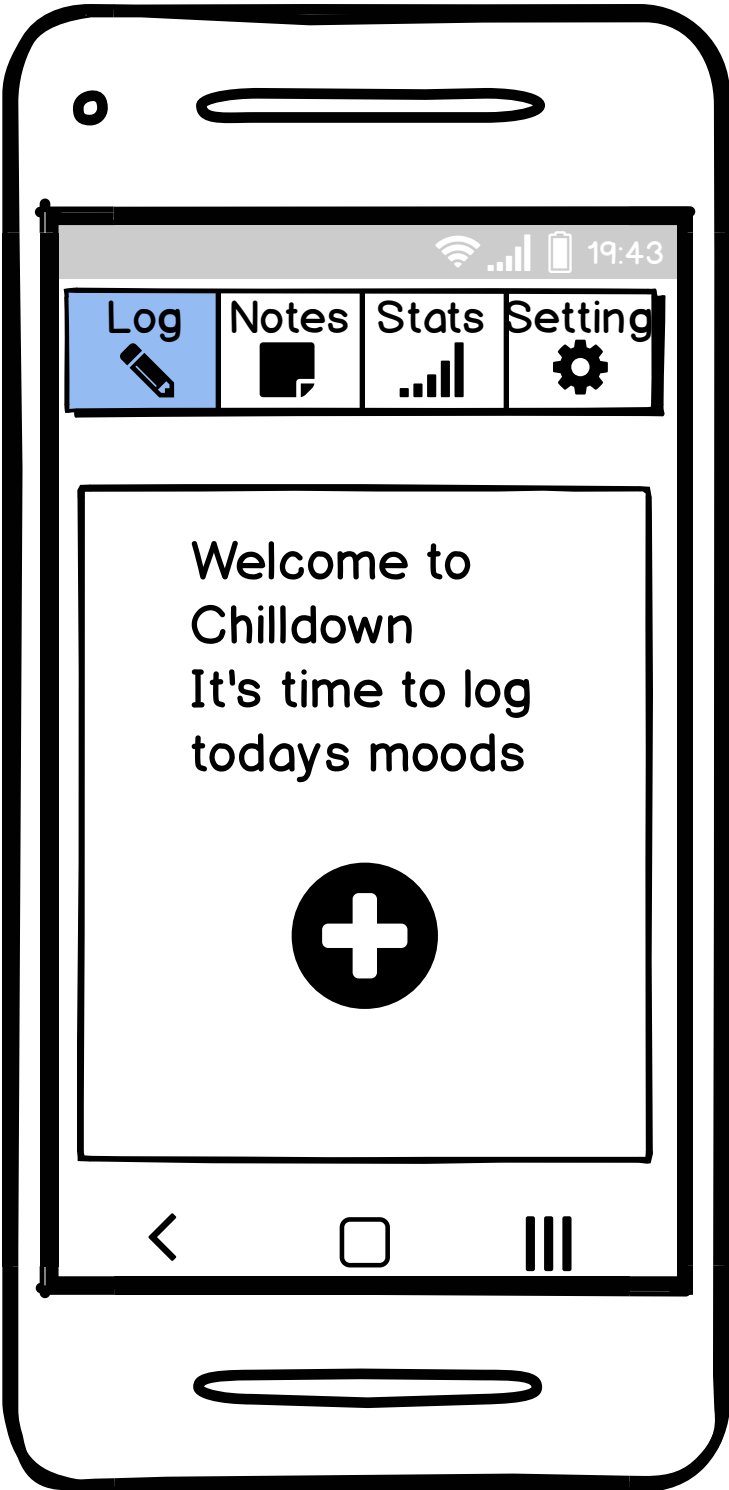 19:43
Log Notes Stats Setting
Welcome to
Chilldown
It's time to log
todays moods